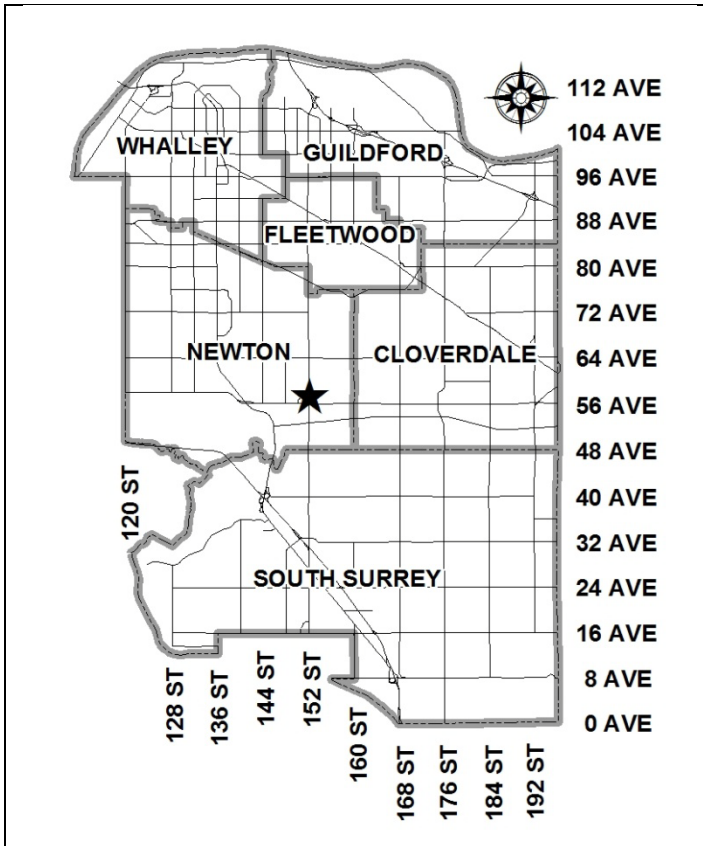 112 AVE
104 AVE
WHALLEY
GUILDFORD
96 AVE
88 AVE
FLEETWOOD
80 AVE
72 AVE
NEWTON
CLOVERDALE
64 AVE
56 AVE
48 AVE
120 ST
40 AVE
32 AVE
SOUTH SURREY
24 AVE
16 AVE
8 AVE
0 AVE
128 ST
136 ST
144 ST
152 ST
160 ST
168 ST
176 ST
184 ST
192 ST